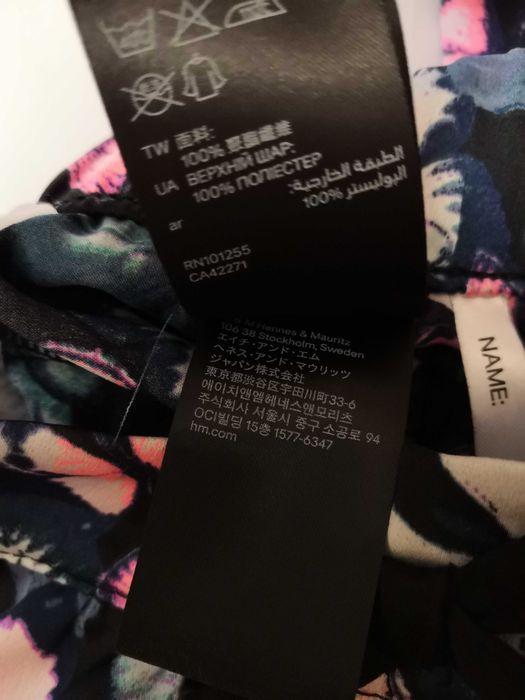 TW 面料:
100% 聚酯纖維
UA ВЕРХНІЙ ШАР:
100% ПОЛІЕСТЕР
ar الطبقة الخارجية:
البوليستر %100
RN101255
CA42271
M Hennes & Mauritz
106 38 Stockholm, Sweden
エイチ・アンド・エム
ヘネス・アンド・マウリッツ
ジャパン株式会社
東京都渋谷区宇田川町33-6
에이치앤엠헤네스앤모리츠
주식회사 서울시 중구 소공로 94
OCI빌딩 15층 1577-6347
hm.com
NAME: